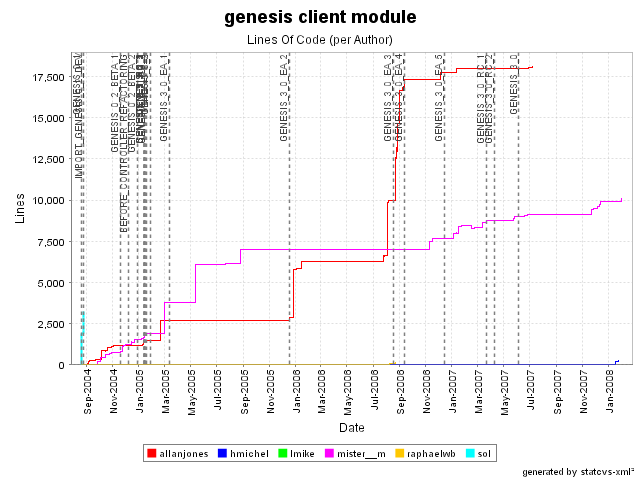 genesis client module
Lines Of Code (per Author)
Lines
17,500
15,000
12,500
10,000
7,500
5,000
2,500
0
GENESIS_0_2_BETA_1
BEFORE_CONTROLLER_REFACTORING
GENESIS_3_0_EA_1
GENESIS_3_0_EA_2
GENESIS_3_0_EA_3
GENESIS_3_0_EA_4
GENESIS_3_0_EA_5
GENESIS_3_0_RC_1
GENESIS_3_0_RC_2
GENESIS_3_0
Sep-2004
Nov-2004
Jan-2005
Mar-2005
May-2005
Jul-2005
Sep-2005
Nov-2005
Jan-2006
Mar-2006
May-2006
Jul-2006
Sep-2006
Nov-2006
Jan-2007
Mar-2007
May-2007
Jul-2007
Sep-2007
Nov-2007
Jan-2008
Date
allanjones hmichel lmike mister__m raphaelwb sol
generated by statcvs-xml²